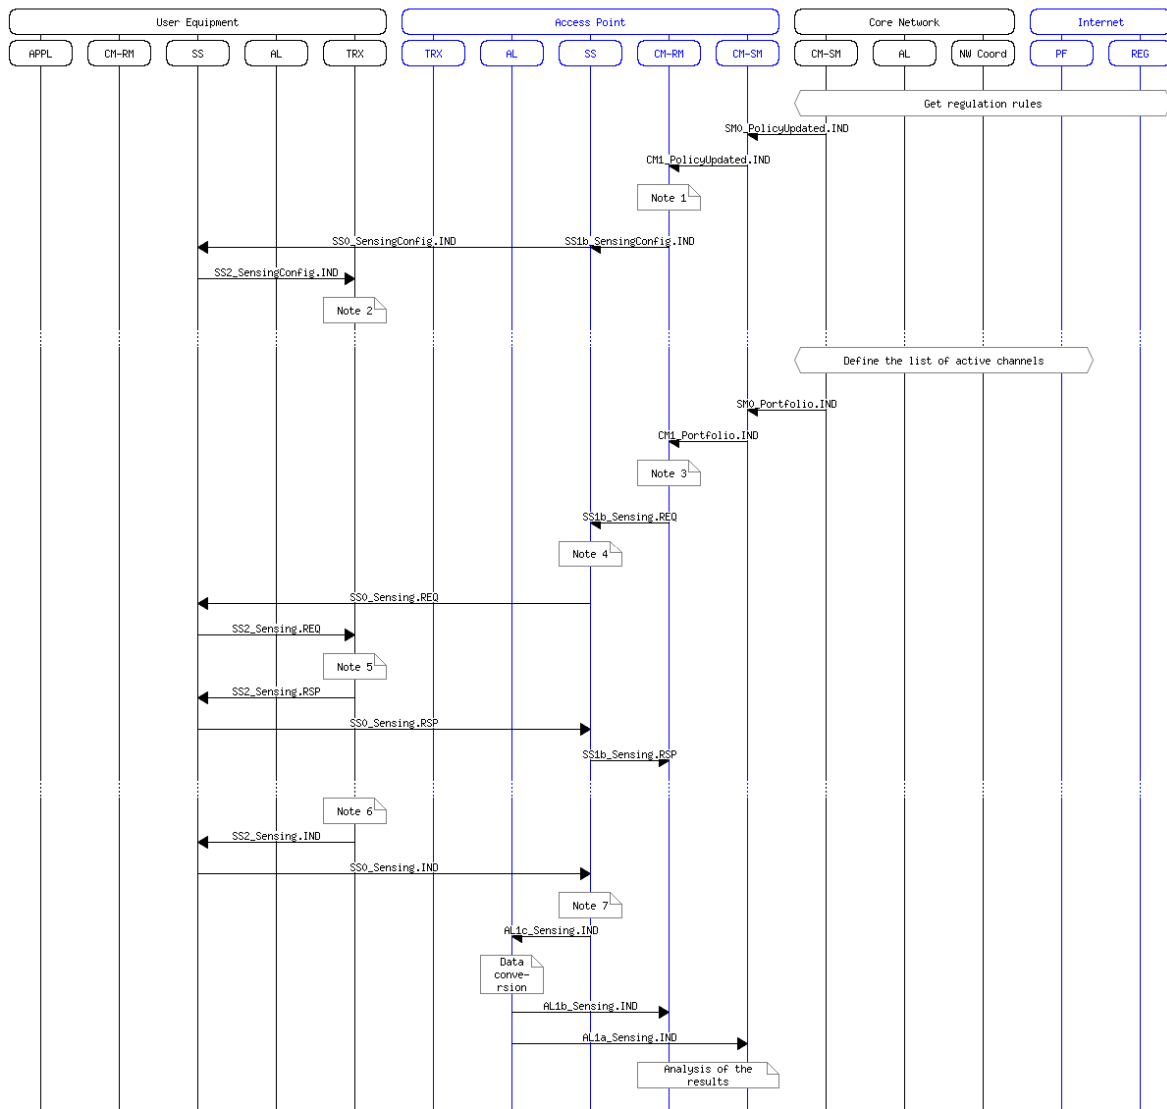 User Equipment
Access Point
Core Network
Internet
APPL
CM-RM
SS
AL
TRX
TRX
AL
SS
CM-RM
CM-SM
CM-SM
AL
NW Coord
PF
REG
Get regulation rules
SM0_PolicyUpdated.IND
CM1_PolicyUpdated.IND
Note 1
SS0_SensingConfig.IND
SS1b_SensingConfig.IND
SS2_SensingConfig.IND
Note 2
Define the list of active channels
SM0_Portfolio.IND
CM1_Portfolio.IND
Note 3
SS1b_Sensing.REQ
Note 4
SS0_Sensing.REQ
SS2_Sensing.REQ
Note 5
SS2_Sensing.RSP
SS0_Sensing.RSP
SS1b_Sensing.RSP
Note 6
SS2_Sensing.IND
SS0_Sensing.IND
Note 7
AL1c_Sensing.IND
Data
conve-
rsion
AL1b_Sensing.IND
AL1a_Sensing.IND
Analysis of the
results